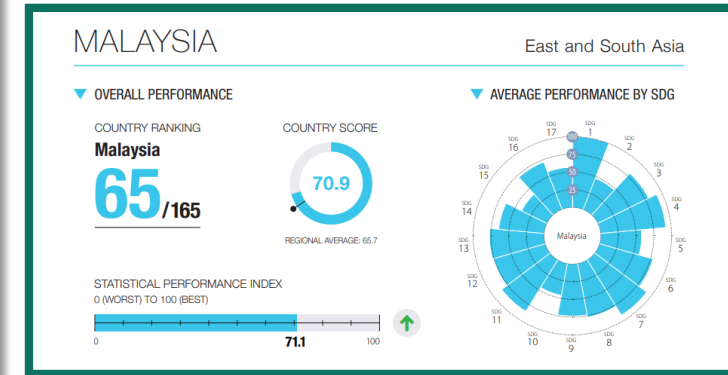 MALAYSIA
East and South Asia
OVERALL PERFORMANCE
COUNTRY RANKING
Malaysia
65/165
COUNTRY SCORE
70.9
REGIONAL AVERAGE: 65.7
STATISTICAL PERFORMANCE INDEX
0 (WORST) TO 100 (BEST)
0
71.1
100
AVERAGE PERFORMANCE BY SDG
SDG 1
SDG 2
SDG 3
SDG 4
SDG 5
SDG 6
SDG 7
SDG 8
SDG 9
SDG 10
SDG 11
SDG 12
SDG 13
SDG 14
SDG 15
SDG 16
SDG 17
100
75
50
25
Malaysia